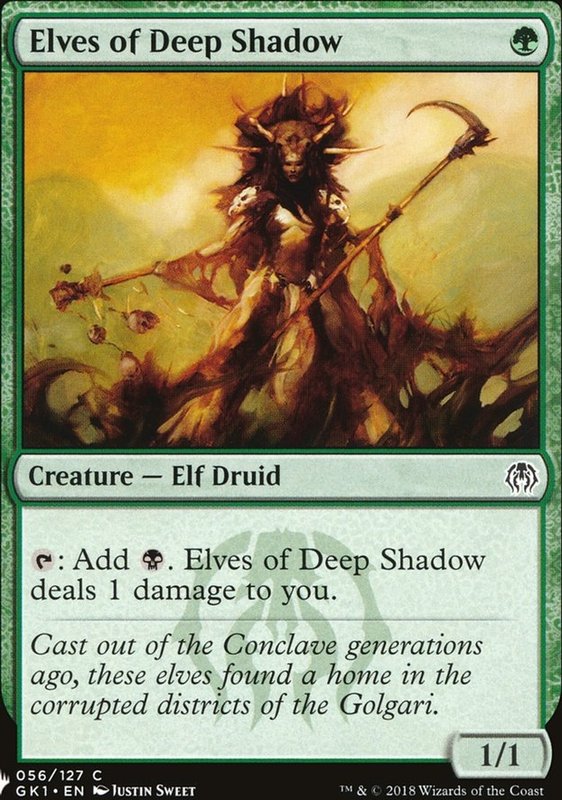 Elves of Deep Shadow
Creature — Elf Druid
: Add . Elves of Deep Shadow
deals 1 damage to you.
Cast out of the Conclave generations
ago, these elves found a home in the
corrupted districts of the Golgari.
1/1
056/127 C
GK1 • EN Justin Sweet
™ & © 2018 Wizards of the Coast